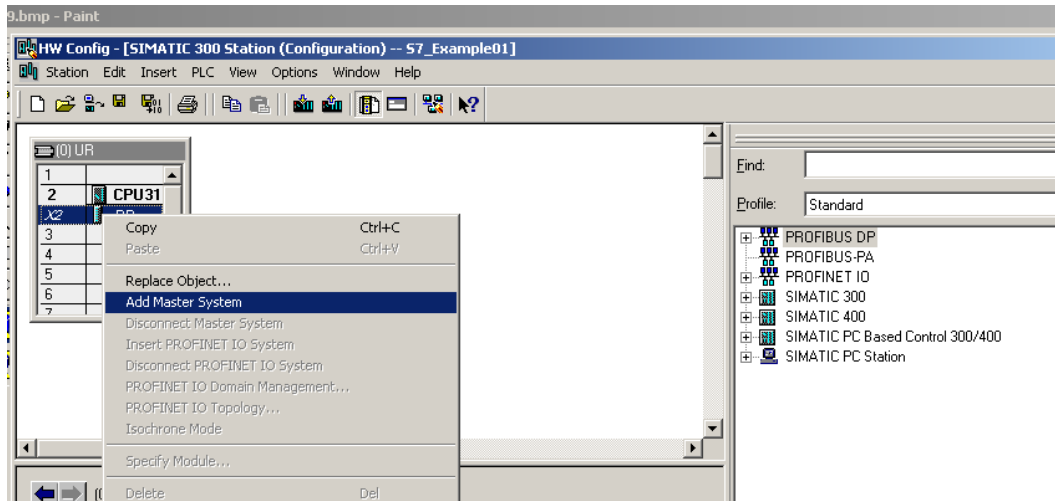 9.bmp - Paint
HW Config - [SIMATIC 300 Station (Configuration) -- S7_Example01]
Station Edit Insert PLC View Options Window Help
(0) UR
1
2 CPU31
X2
3
4
5
6
7
Copy Ctrl+C
Paste Ctrl+V
Replace Object...
Add Master System
Disconnect Master System
Insert PROFINET IO System
Disconnect PROFINET IO System
PROFINET IO Domain Management...
PROFINET IO Topology...
Isochrone Mode
Specify Module...
Delete Del
Find:
Profile: Standard
PROFIBUS DP
PROFIBUS-PA
PROFINET IO
SIMATIC 300
SIMATIC 400
SIMATIC PC Based Control 300/400
SIMATIC PC Station